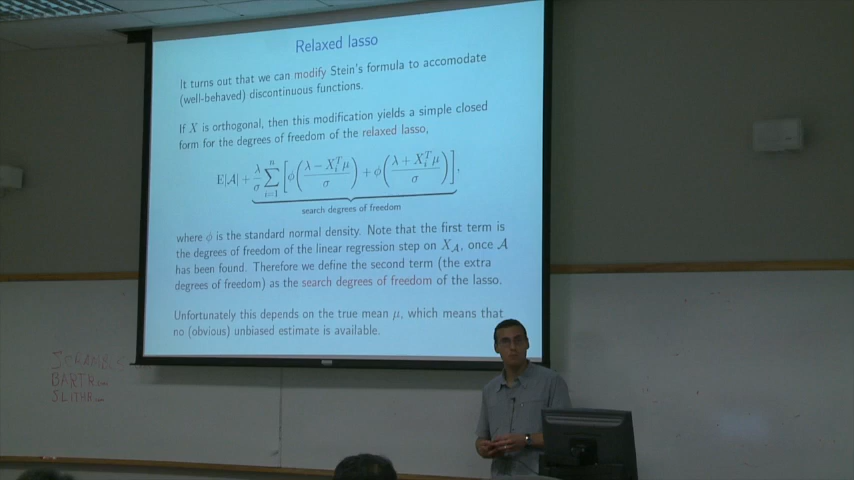 Relaxed lasso
It turns out that we can modify Stein's formula to accomodate
(well-behaved) discontinuous functions.
If X is orthogonal, then this modification yields a simple closed
form for the degrees of freedom of the relaxed lasso,
E|𝒜| + λ/σ ∑_{i=1}^{n} [ ϕ( (λ − X_i^T μ)/σ ) + ϕ( (λ + X_i^T μ)/σ ) ],
search degrees of freedom
where ϕ is the standard normal density. Note that the first term is
the degrees of freedom of the linear regression step on X_𝒜, once 𝒜
has been found. Therefore we define the second term (the extra
degrees of freedom) as the search degrees of freedom of the lasso.
Unfortunately this depends on the true mean μ, which means that
no (obvious) unbiased estimate is available.